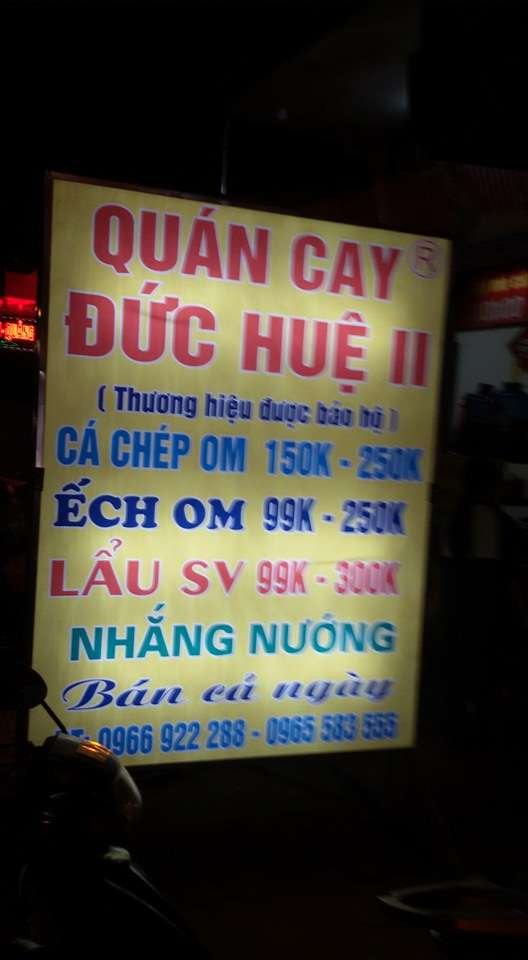 QUÁN CAY ®
ĐỨC HUỆ II
( Thương hiệu được bảo hộ )
CÁ CHÉP OM 150K - 250K
ẾCH OM 99K - 250K
LẨU SV 99K - 300K
NHẮNG NƯỚNG
Bán cả ngày
ĐT: 0966 922 288 - 0965 583 555